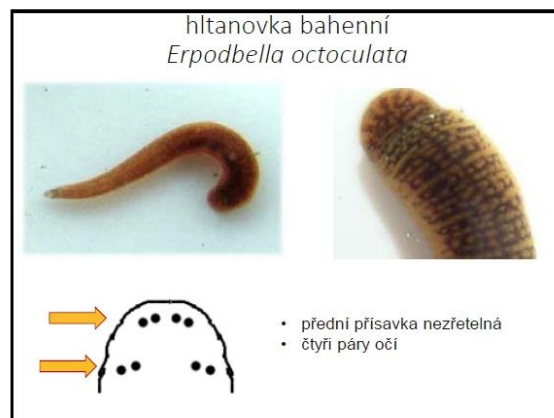 hltanovka bahenní
Erpodbella octoculata
• přední přísavka nezřetelná
• čtyři páry očí